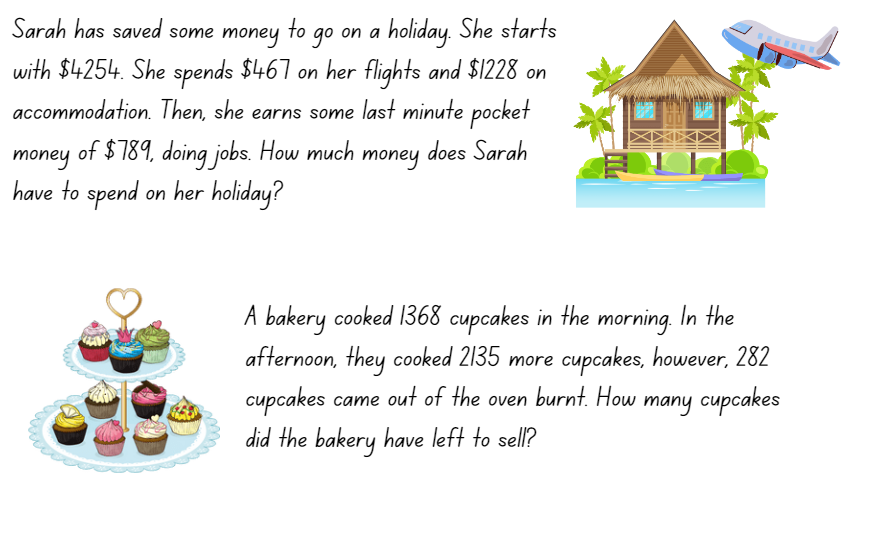 Sarah has saved some money to go on a holiday. She starts
with $4254. She spends $467 on her flights and $1228 on
accommodation. Then, she earns some last minute pocket
money of $789, doing jobs. How much money does Sarah
have to spend on her holiday?
A bakery cooked 1368 cupcakes in the morning. In the
afternoon, they cooked 2135 more cupcakes, however, 282
cupcakes came out of the oven burnt. How many cupcakes
did the bakery have left to sell?